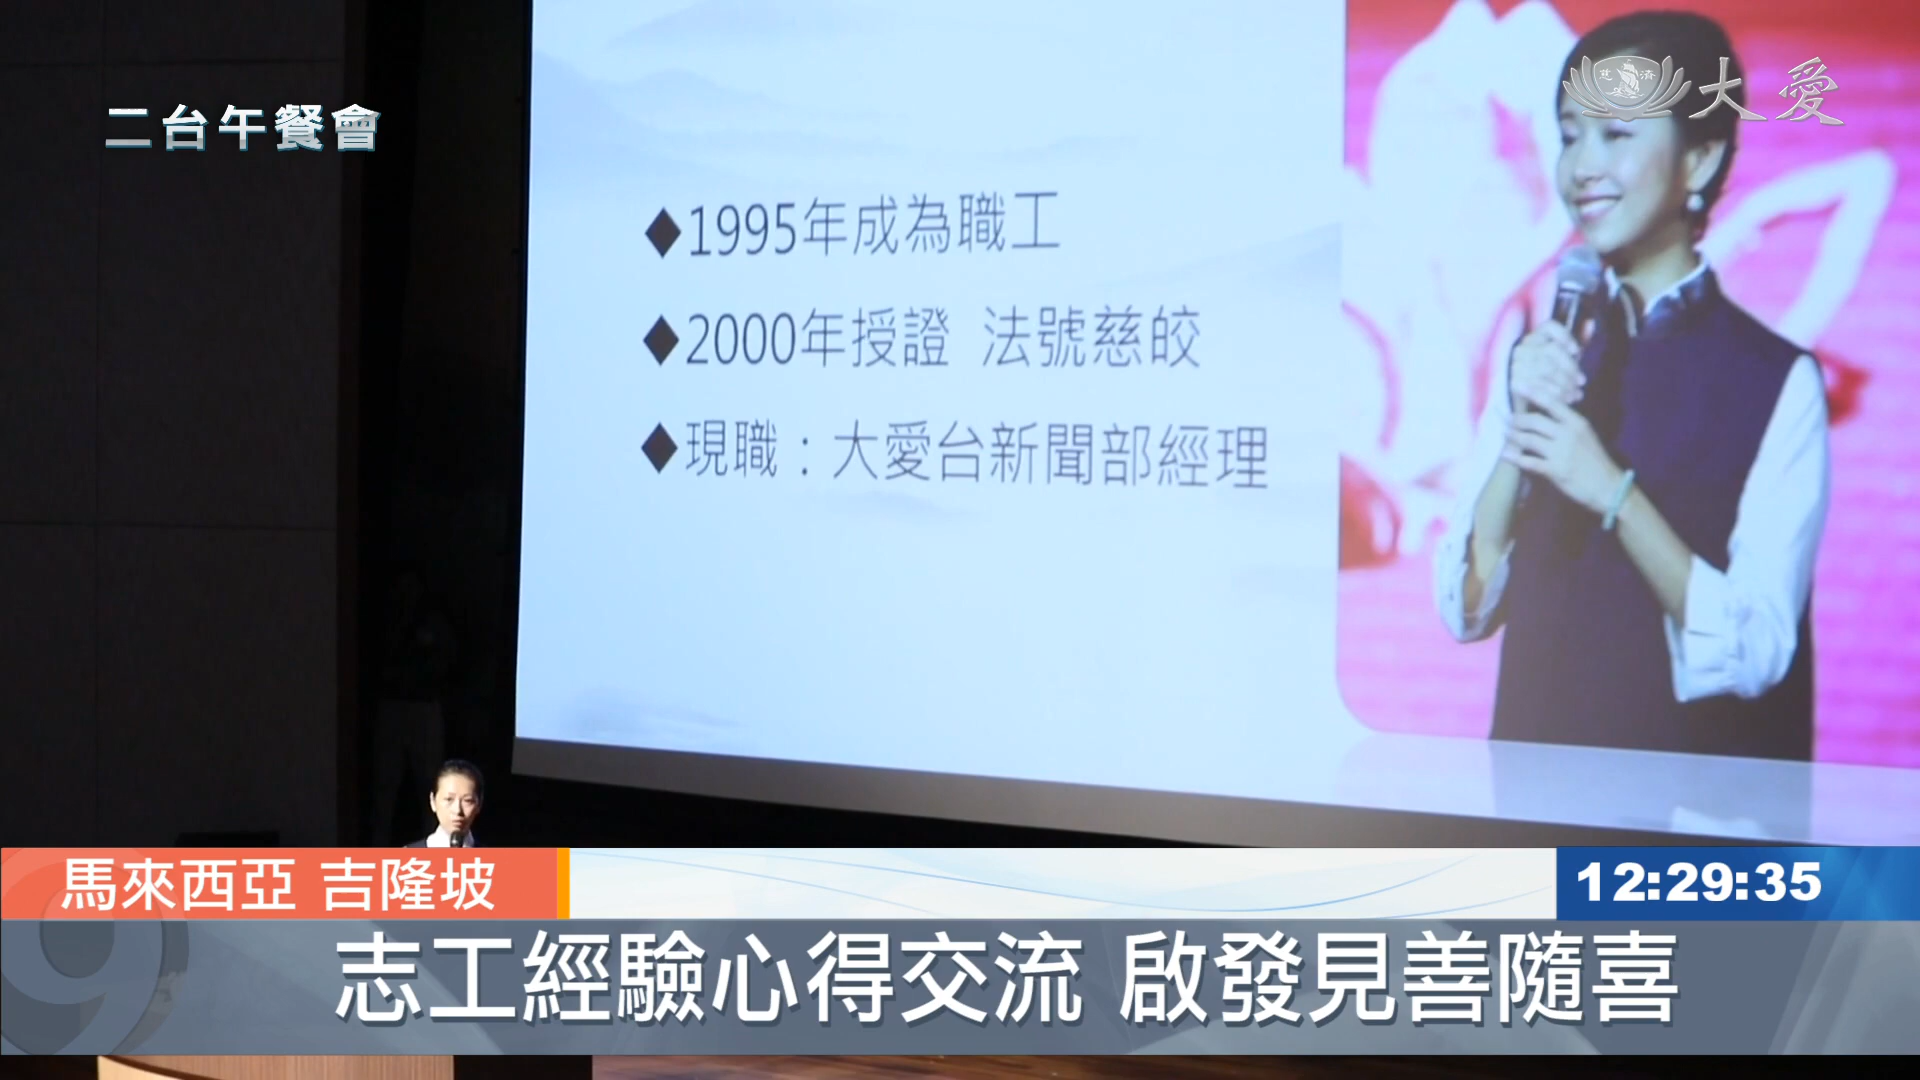 二台午餐會
慈濟
大愛
◆1995年成為職工
◆2000年授證 法號慈皎
◆現職：大愛台新聞部經理
馬來西亞 吉隆坡
12:29:35
志工經驗心得交流 啟發見善隨喜